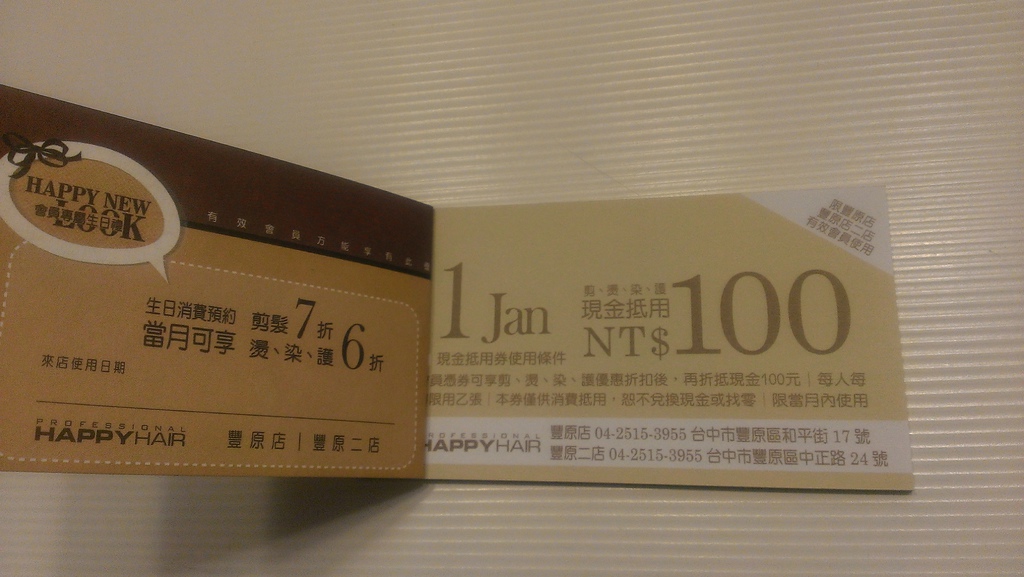 HAPPY NEW
LOOK
會員專屬生日禮
有效會員方能享有此優
生日消費預約 剪髮7折
當月可享 燙、染、護6折
來店使用日期
PROFESSIONAL
HAPPYHAIR
豐原店｜豐原二店
限豐原店
豐原店二店
有效會員使用
1 Jan
剪、燙、染、護
現金抵用
NT$100
現金抵用券使用條件
員憑券可享剪、燙、染、護優惠折扣後，再折抵現金100元｜每人每
限用乙張｜本券僅供消費抵用，恕不兌換現金或找零｜限當月內使用
PROFESSIONAL
HAPPYHAIR
豐原店 04-2515-3955 台中市豐原區和平街 17 號
豐原二店 04-2515-3955 台中市豐原區中正路 24 號